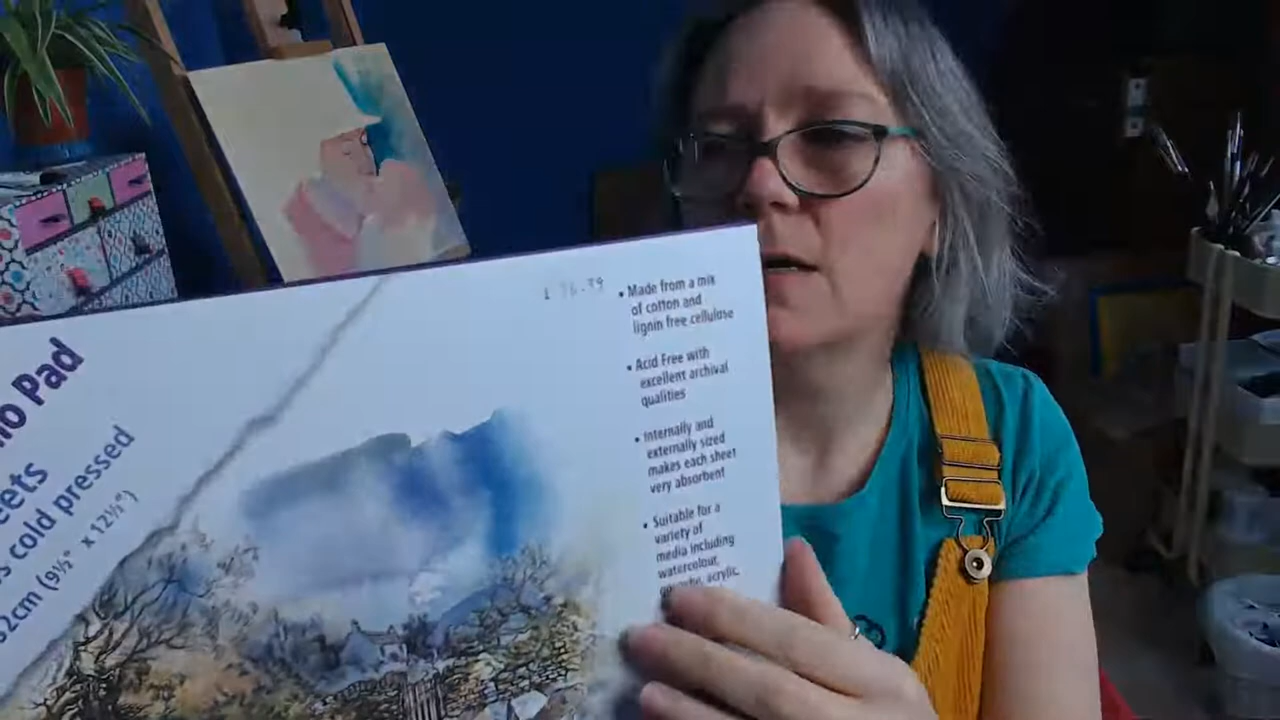 Pad
cold pressed
2cm (9½" x 12½")
• Made from a mix
of cotton and
lignin free cellulose
• Acid Free with
excellent archival
qualities
• Internally and
externally sized
makes each sheet
very absorbent
• Suitable for a
variety of
media including
watercolour,
acrylic,